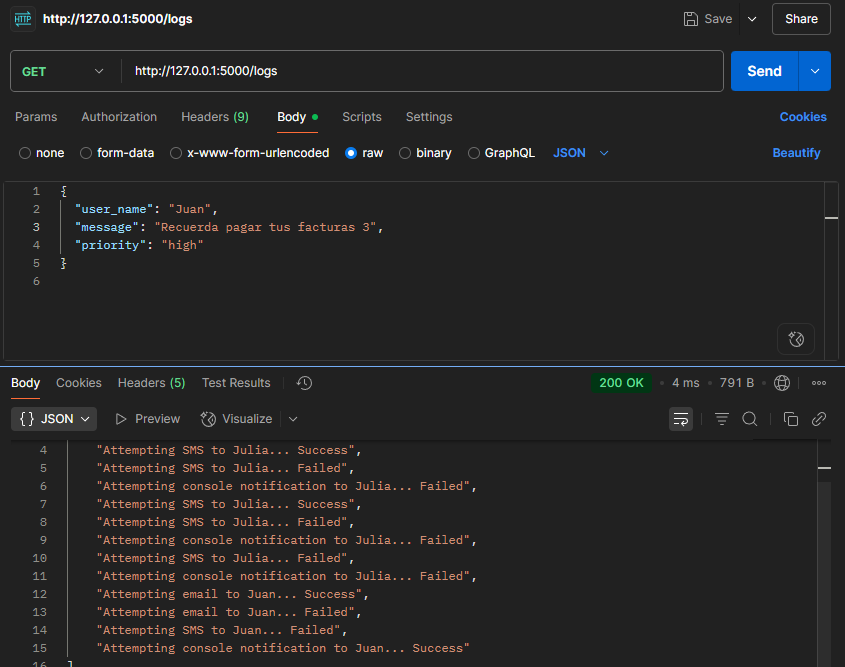 HTTP http://127.0.0.1:5000/logs Save Share
GET http://127.0.0.1:5000/logs Send
Params Authorization Headers (9) Body Scripts Settings Cookies
none form-data x-www-form-urlencoded raw binary GraphQL JSON Beautify
1 {
2 "user_name": "Juan",
3 "message": "Recuerda pagar tus facturas 3",
4 "priority": "high"
5 }
6
Body Cookies Headers (5) Test Results 200 OK • 4 ms • 791 B
{} JSON Preview Visualize
4 "Attempting SMS to Julia... Success",
5 "Attempting SMS to Julia... Failed",
6 "Attempting console notification to Julia... Failed",
7 "Attempting SMS to Julia... Success",
8 "Attempting SMS to Julia... Failed",
9 "Attempting console notification to Julia... Failed",
10 "Attempting SMS to Julia... Failed",
11 "Attempting console notification to Julia... Failed",
12 "Attempting email to Juan... Success",
13 "Attempting email to Juan... Failed",
14 "Attempting SMS to Juan... Failed",
15 "Attempting console notification to Juan... Success"
16 ]